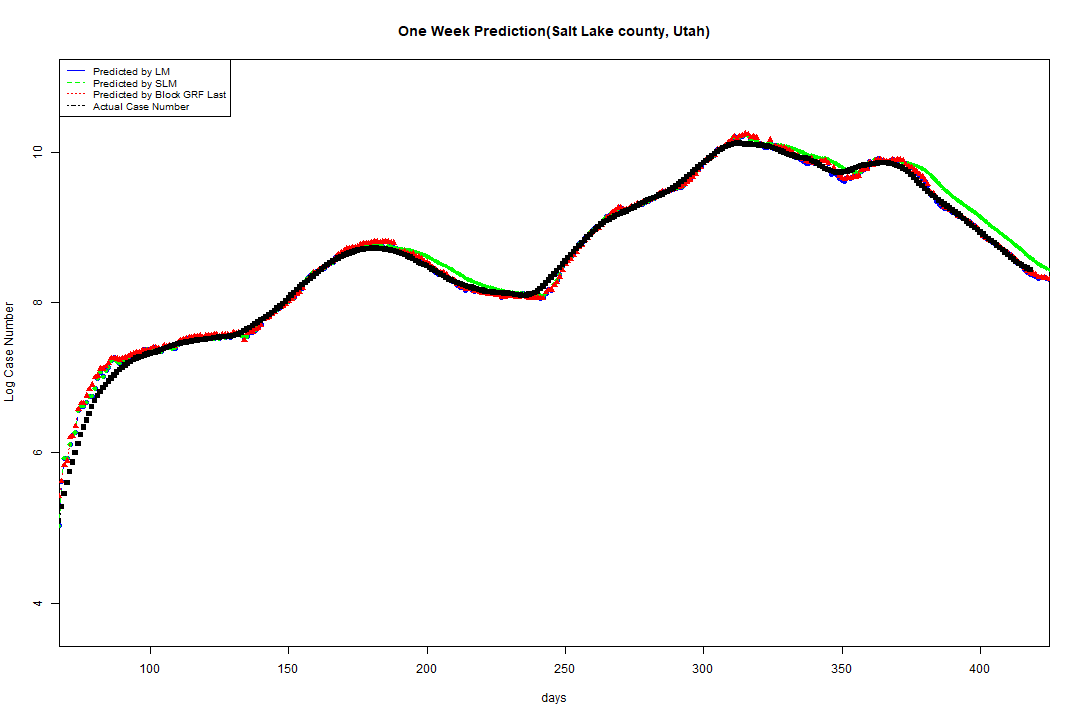 One Week Prediction(Salt Lake county, Utah)
Predicted by LM
Predicted by SLM
Predicted by Block GRF Last
Actual Case Number
Log Case Number
10
8
6
4
100 150 200 250 300 350 400
days